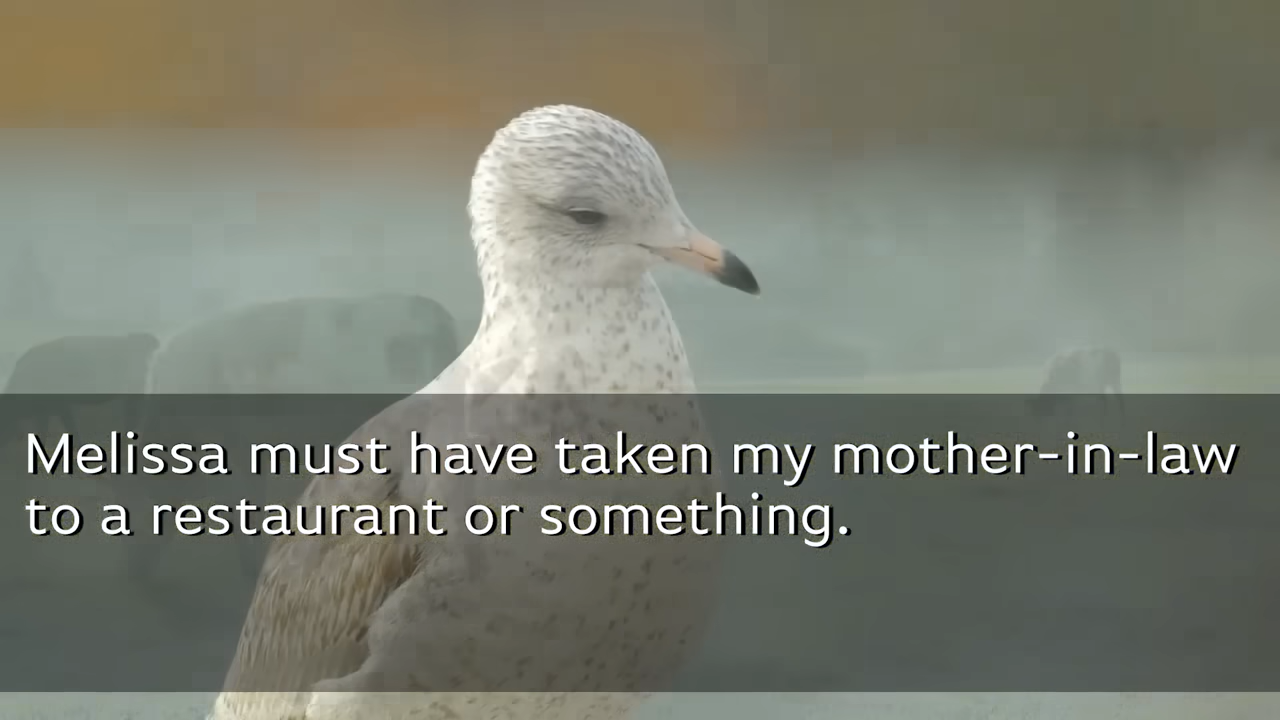 Melissa must have taken my mother-in-law
to a restaurant or something.